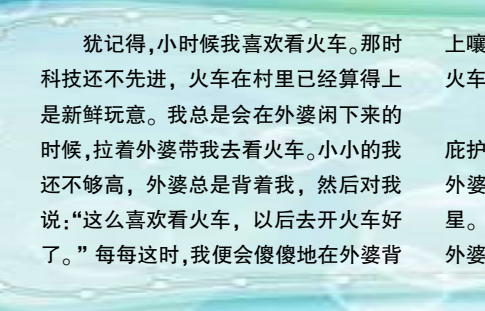 犹记得,小时候我喜欢看火车。那时
科技还不先进，火车在村里已经算得上
是新鲜玩意。我总是会在外婆闲下来的
时候,拉着外婆带我去看火车。小小的我
还不够高，外婆总是背着我，然后对我
说:“这么喜欢看火车，以后去开火车好
了。”每每这时,我便会傻傻地在外婆背
上嚷
火车
庇护
外婆
星。
外婆